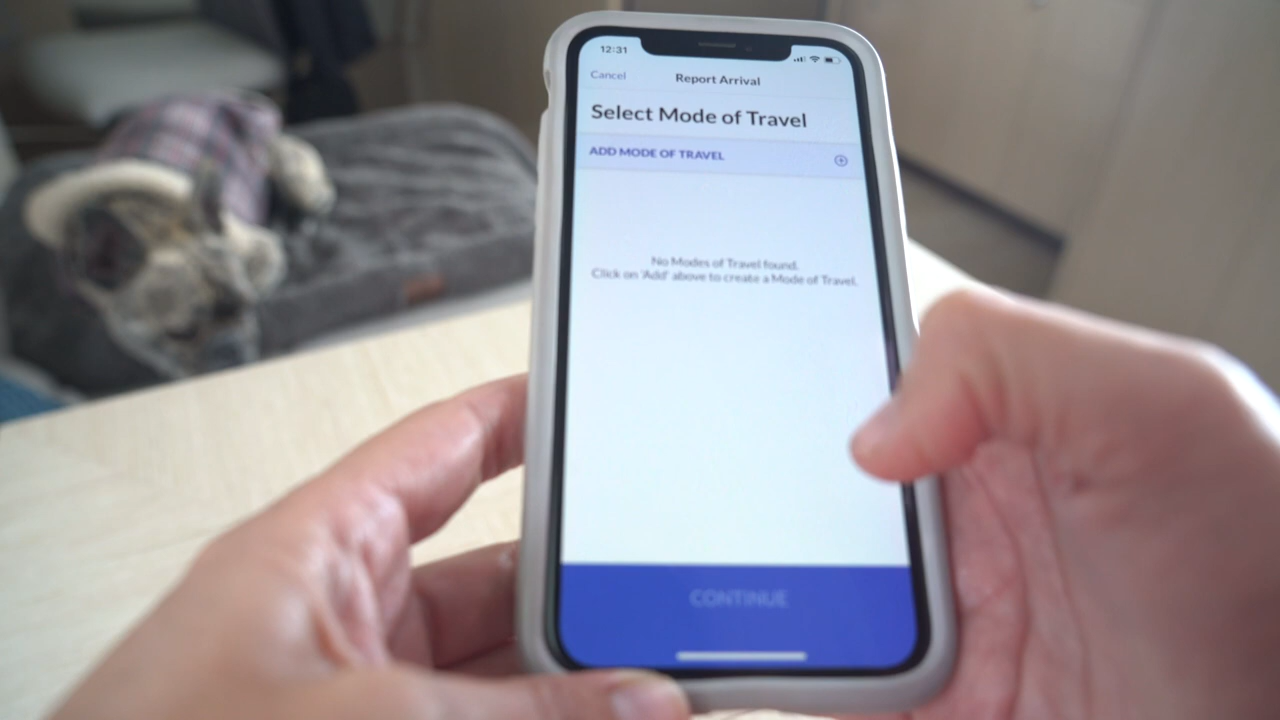 12:31
Cancel
Report Arrival
Select Mode of Travel
ADD MODE OF TRAVEL
No Modes of Travel found.
Click on 'Add' above to create a Mode of Travel.
CONTINUE